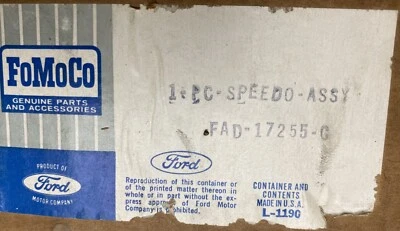 FoMoCo
GENUINE PARTS
AND ACCESSORIES
1-PC-SPEEDO-ASSY
FAD-17255-G
PRODUCT OF
Ford
MOTOR COMPANY
Ford
Reproduction of this container or
of the printed matter thereon in
whole or in part without the ex-
press approval of Ford Motor
Company is prohibited.
CONTAINER AND
CONTENTS
MADE IN U.S.A.
L-1190